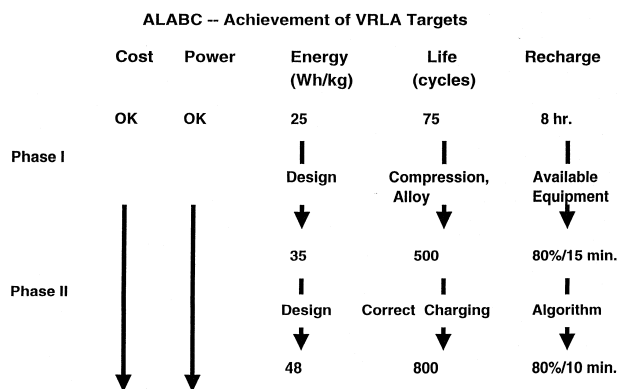 ALABC -- Achievement of VRLA Targets
Cost Power Energy Life Recharge
(Wh/kg) (cycles)
OK OK 25 75 8 hr.
Phase I
Design Compression, Available
Alloy Equipment
35 500 80%/15 min.
Phase II
Design Correct Charging Algorithm
48 800 80%/10 min.